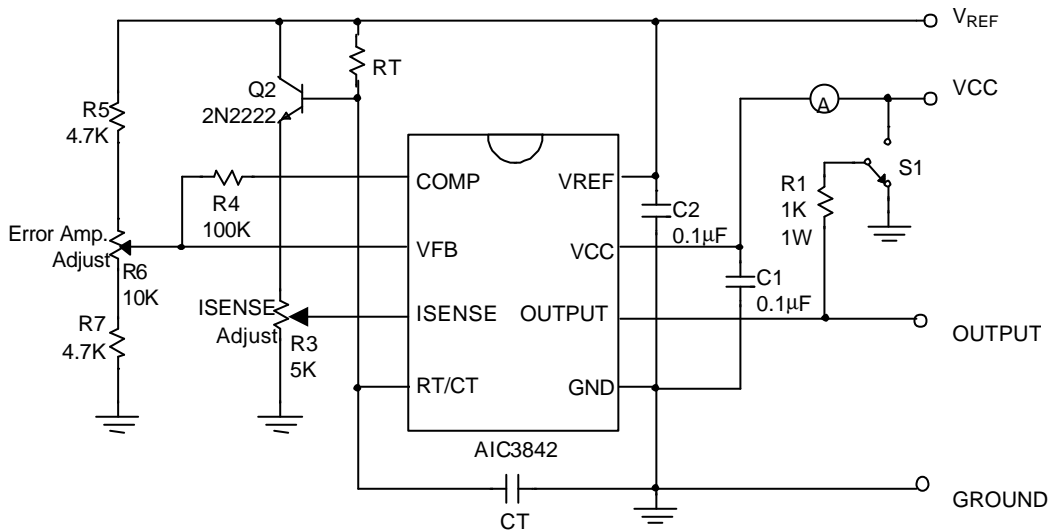 V_REF
RT
Q2
2N2222
VCC
A
R5
4.7K
S1
COMP
VREF
R1
1K
1W
R4
100K
C2
0.1µF
Error Amp.
Adjust
VFB
VCC
R6
10K
C1
0.1µF
ISENSE
Adjust
ISENSE
OUTPUT
R7
4.7K
R3
5K
OUTPUT
RT/CT
GND
AIC3842
CT
GROUND